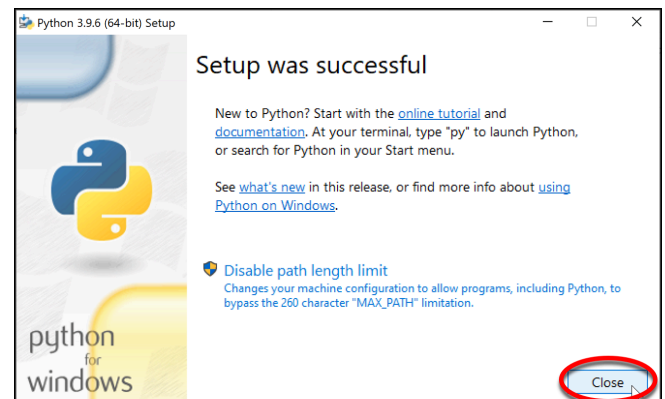 Python 3.9.6 (64-bit) Setup
Setup was successful
New to Python? Start with the online tutorial and
documentation. At your terminal, type "py" to launch Python,
or search for Python in your Start menu.
See what's new in this release, or find more info about using
Python on Windows.
Disable path length limit
Changes your machine configuration to allow programs, including Python, to
bypass the 260 character "MAX_PATH" limitation.
python
for
windows
Close